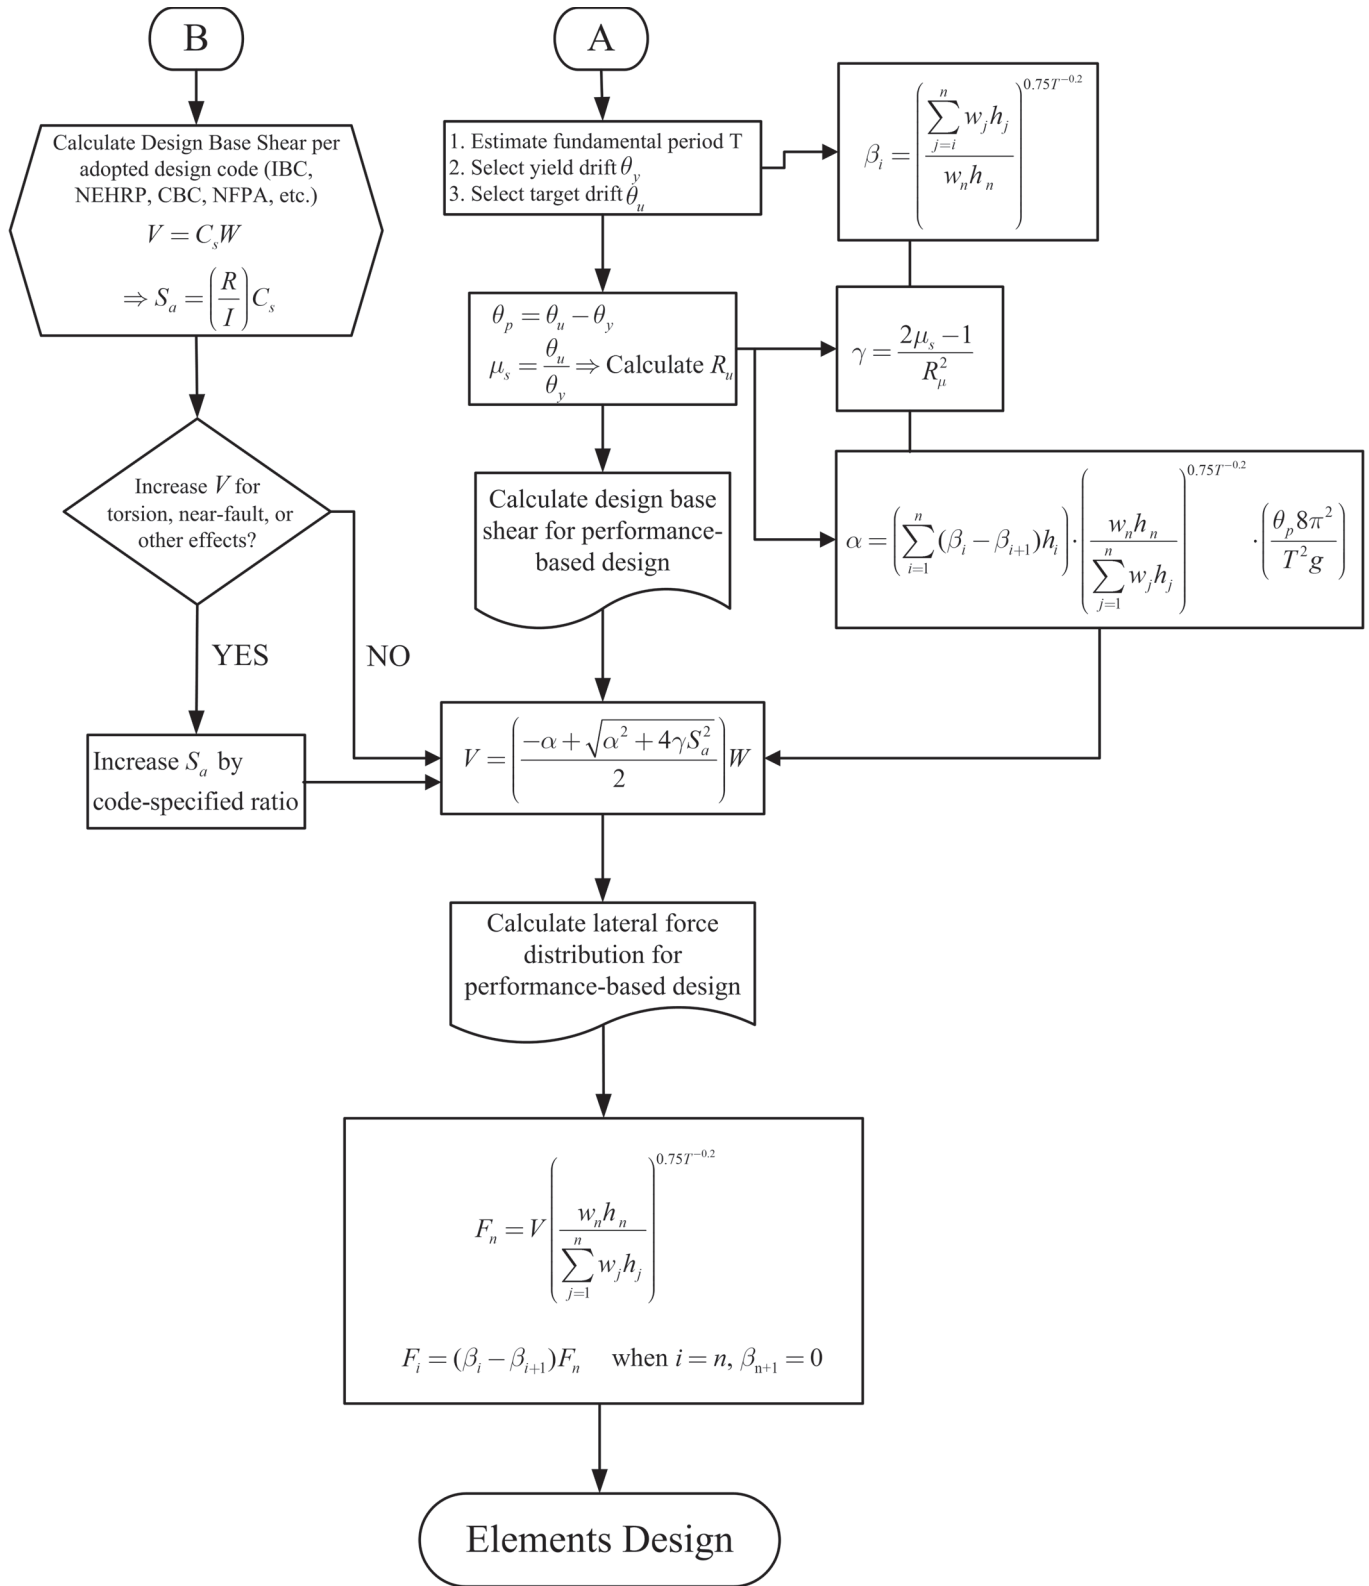 B
Calculate Design Base Shear per
adopted design code (IBC,
NEHRP, CBC, NFPA, etc.)
V = C_s W
⇒ S_a = (R/I) C_s
Increase V for
torsion, near-fault, or
other effects?
YES
NO
Increase S_a by
code-specified ratio
A
1. Estimate fundamental period T
2. Select yield drift θ_y
3. Select target drift θ_u
β_i = (∑_{j=i}^{n} w_j h_j / w_n h_n)^{0.75T^{-0.2}}
θ_p = θ_u − θ_y
μ_s = θ_u/θ_y ⇒ Calculate R_u
γ = (2μ_s − 1)/R_μ^2
α = (∑_{i=1}^{n} (β_i − β_{i+1})h_i) · (w_n h_n / ∑_{j=1}^{n} w_j h_j)^{0.75T^{-0.2}} · (θ_p 8π^2 / T^2 g)
Calculate design base
shear for performance-
based design
V = ((−α + √(α^2 + 4γS_a^2))/2) W
Calculate lateral force
distribution for
performance-based design
F_n = V (w_n h_n / ∑_{j=1}^{n} w_j h_j)^{0.75T^{-0.2}}
F_i = (β_i − β_{i+1})F_n when i = n, β_{n+1} = 0
Elements Design